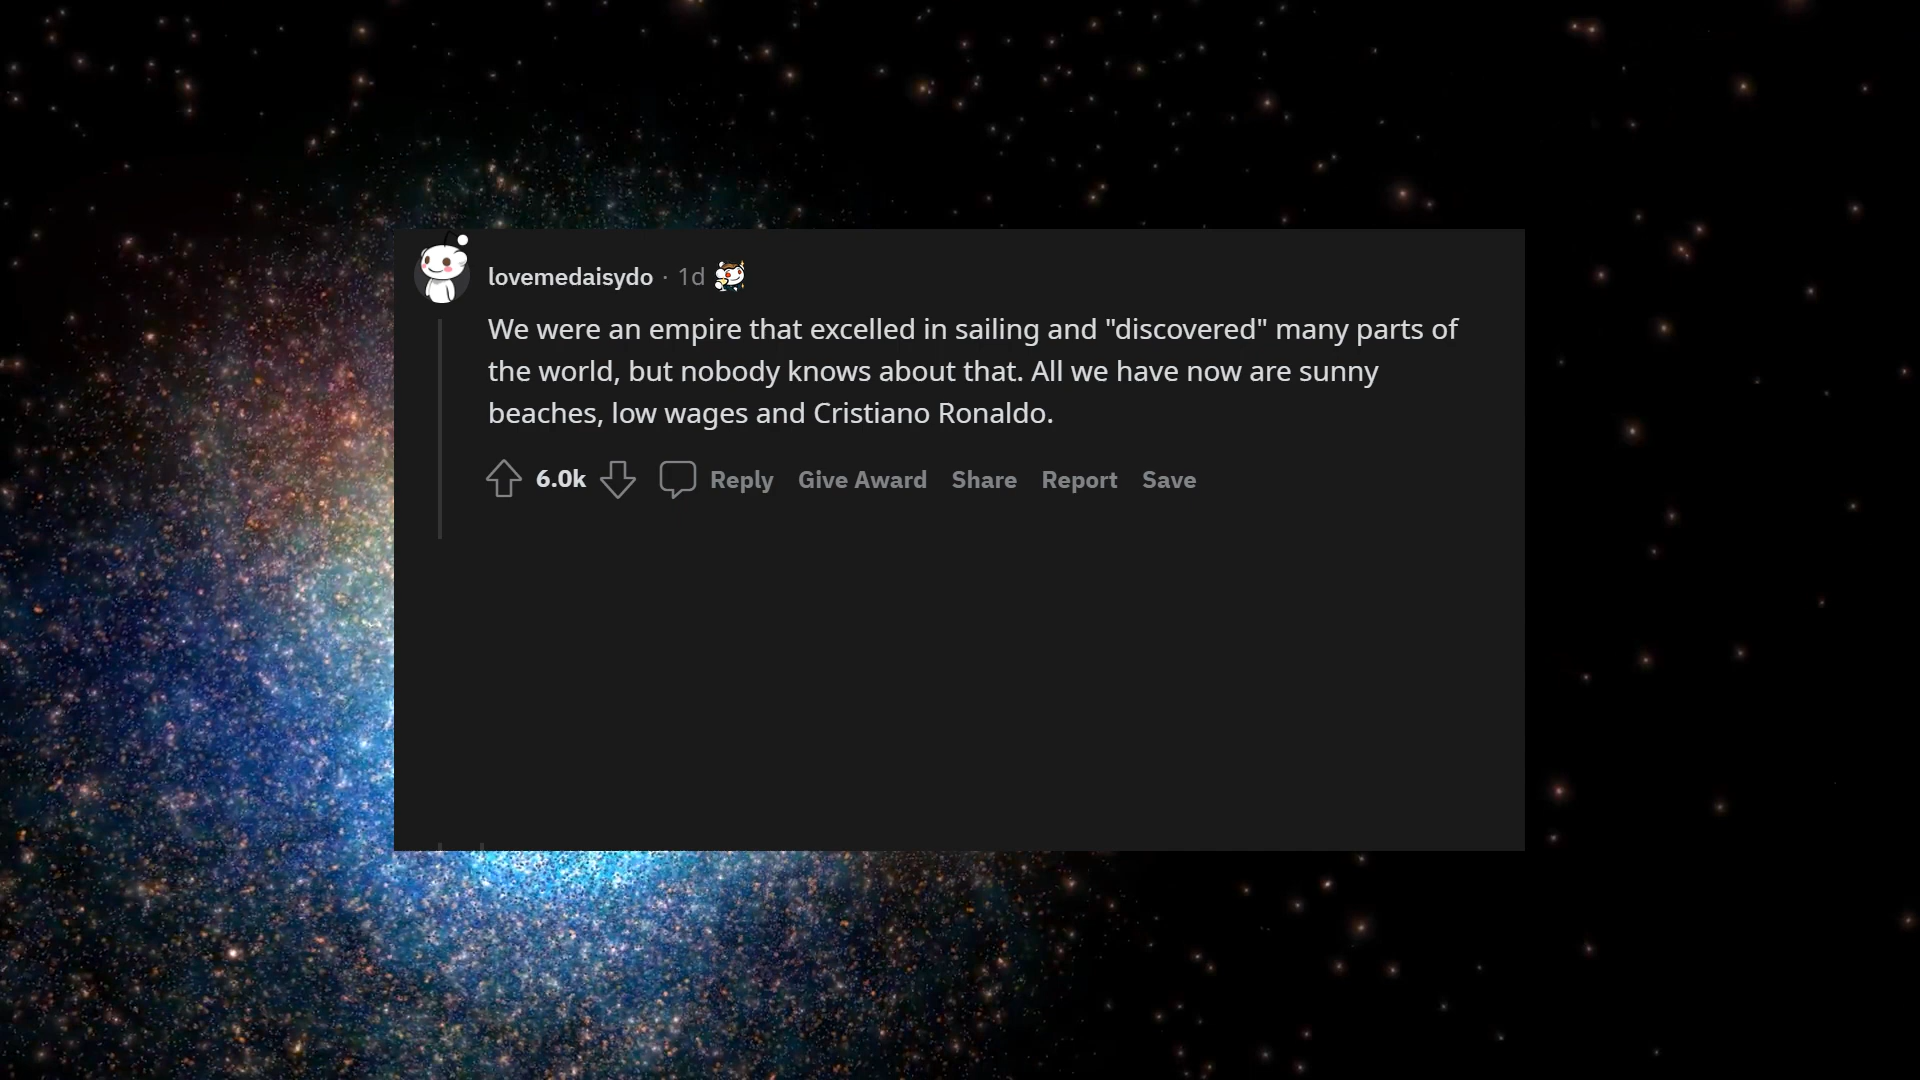 lovemedaisydo · 1d
We were an empire that excelled in sailing and "discovered" many parts of
the world, but nobody knows about that. All we have now are sunny
beaches, low wages and Cristiano Ronaldo.
6.0k Reply Give Award Share Report Save